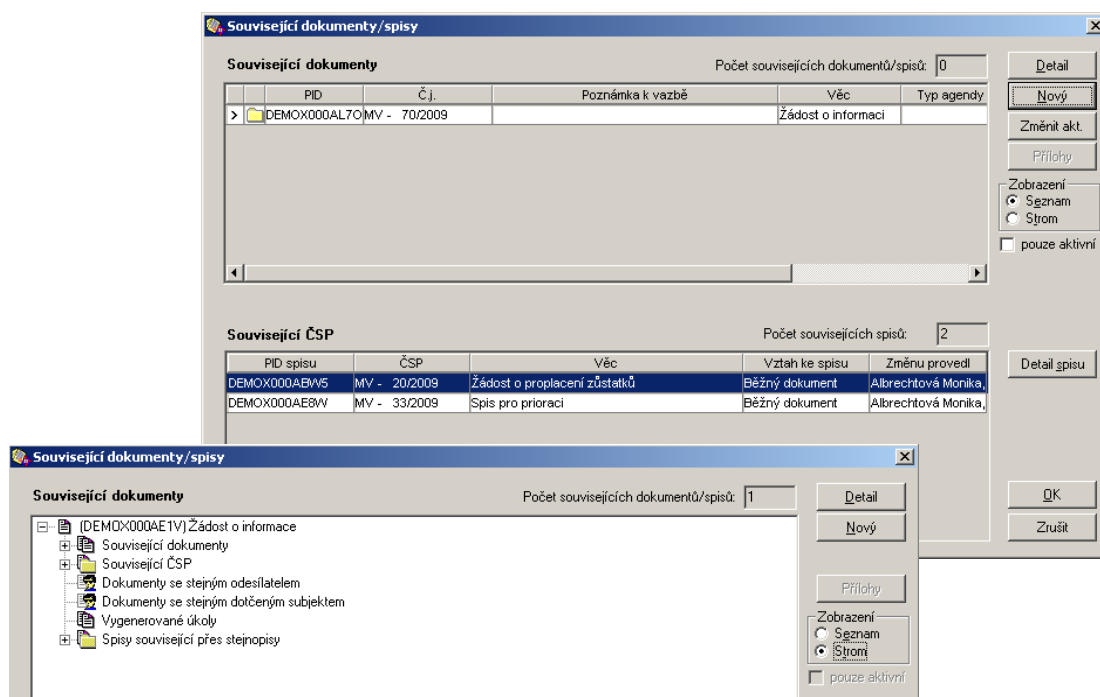 Související dokumenty/spisy
Související dokumenty
Počet souvisejících dokumentů/spisů: 0
Detail
PID Č.j. Poznámka k vazbě Věc Typ agendy
Nový
DEMOX000AL7O MV - 70/2009 Žádost o informaci
Změnit akt.
Přílohy
Zobrazení
Seznam
Strom
pouze aktivní
Související ČSP
Počet souvisejících spisů: 2
PID spisu ČSP Věc Vztah ke spisu Změnu provedl
Detail spisu
DEMOX000ABW5 MV - 20/2009 Žádost o proplacení zůstatků Běžný dokument Albrechtová Monika,
DEMOX000AE8W MV - 33/2009 Spis pro prioraci Běžný dokument Albrechtová Monika,
OK
Zrušit
Související dokumenty/spisy
Související dokumenty
Počet souvisejících dokumentů/spisů: 1
Detail
(DEMOX000AE1V) Žádost o informace
Nový
Související dokumenty
Související ČSP
Dokumenty se stejným odesílatelem
Přílohy
Dokumenty se stejným dotčeným subjektem
Vygenerované úkoly
Zobrazení
Spisy související přes stejnopisy
Seznam
Strom
pouze aktivní